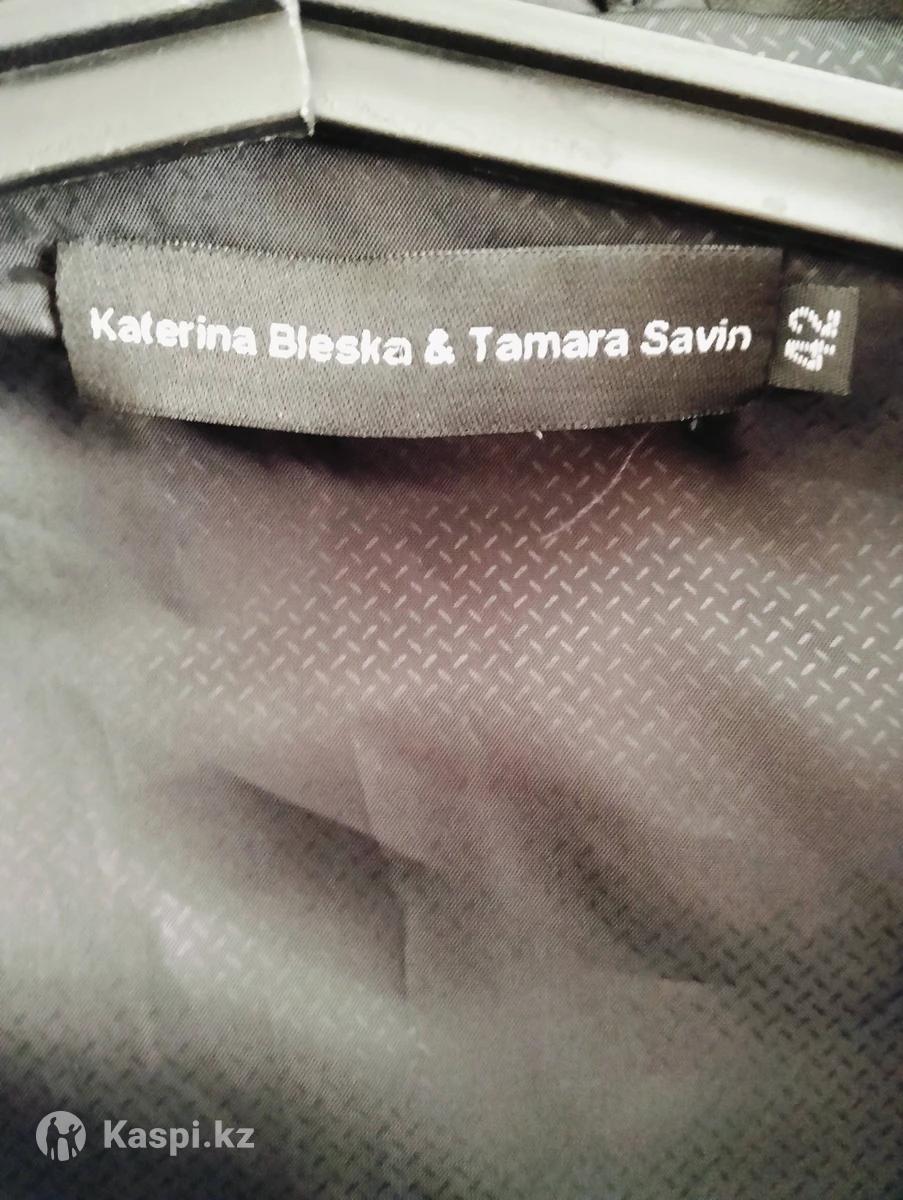 Katerina Bleska & Tamara Savin
42
Kaspi.kz